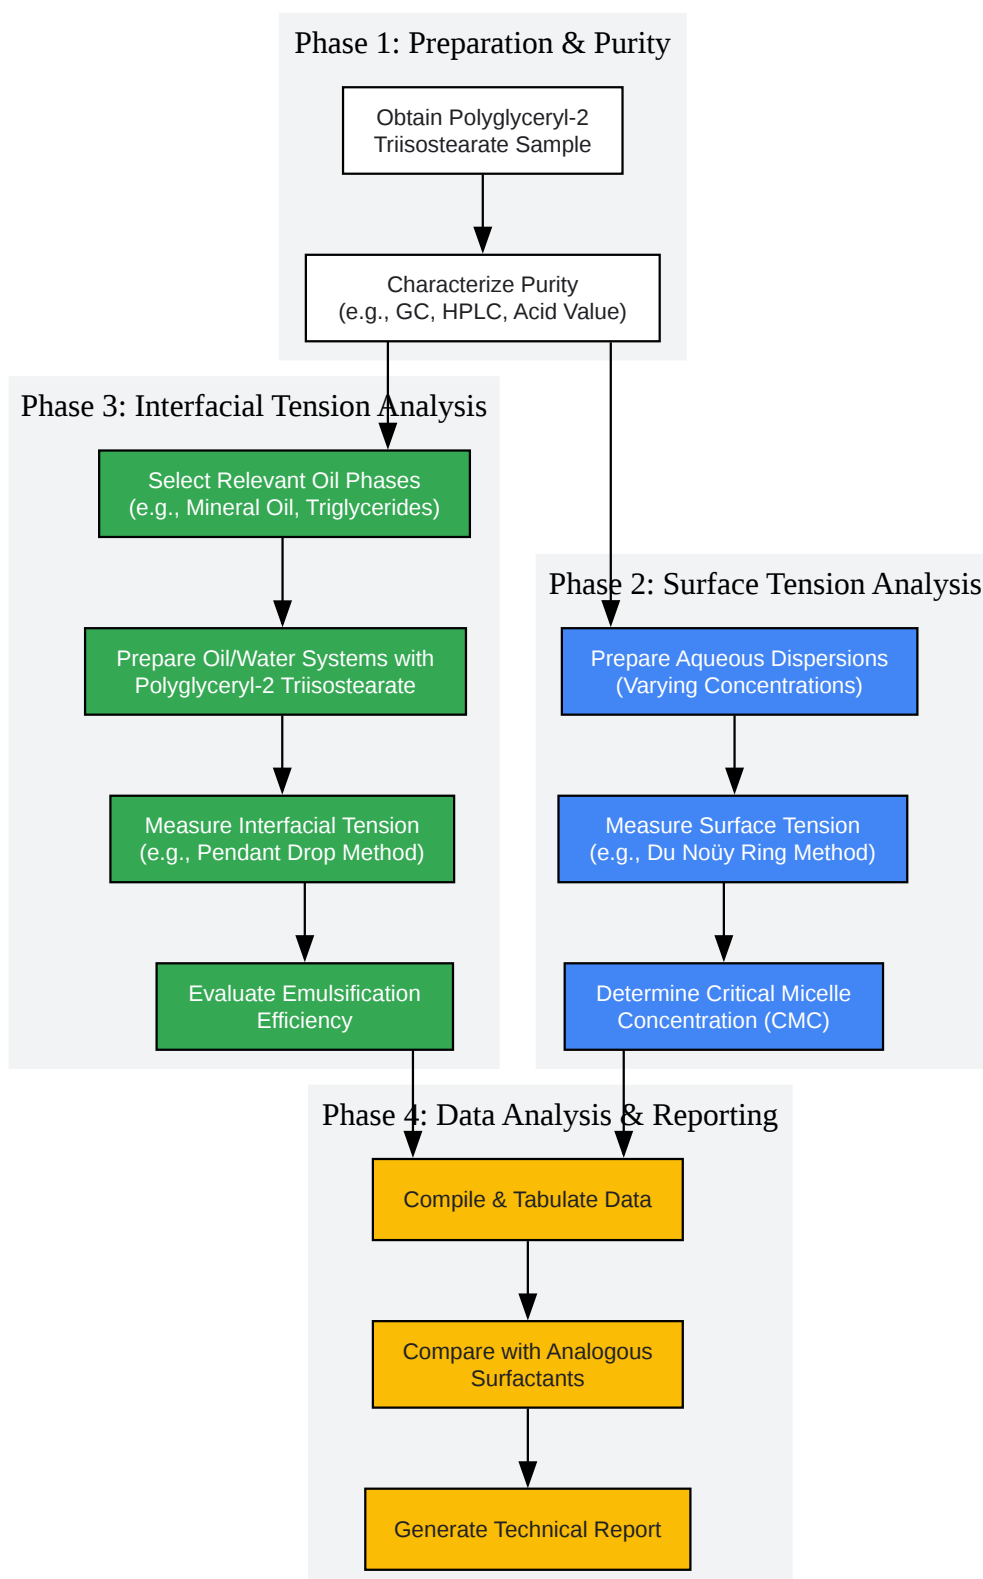 Phase 1: Preparation & Purity
Obtain Polyglyceryl-2
Triisostearate Sample
Characterize Purity
(e.g., GC, HPLC, Acid Value)
Phase 3: Interfacial Tension Analysis
Select Relevant Oil Phases
(e.g., Mineral Oil, Triglycerides)
Prepare Oil/Water Systems with
Polyglyceryl-2 Triisostearate
Measure Interfacial Tension
(e.g., Pendant Drop Method)
Evaluate Emulsification
Efficiency
Phase 2: Surface Tension Analysis
Prepare Aqueous Dispersions
(Varying Concentrations)
Measure Surface Tension
(e.g., Du Noüy Ring Method)
Determine Critical Micelle
Concentration (CMC)
Phase 4: Data Analysis & Reporting
Compile & Tabulate Data
Compare with Analogous
Surfactants
Generate Technical Report